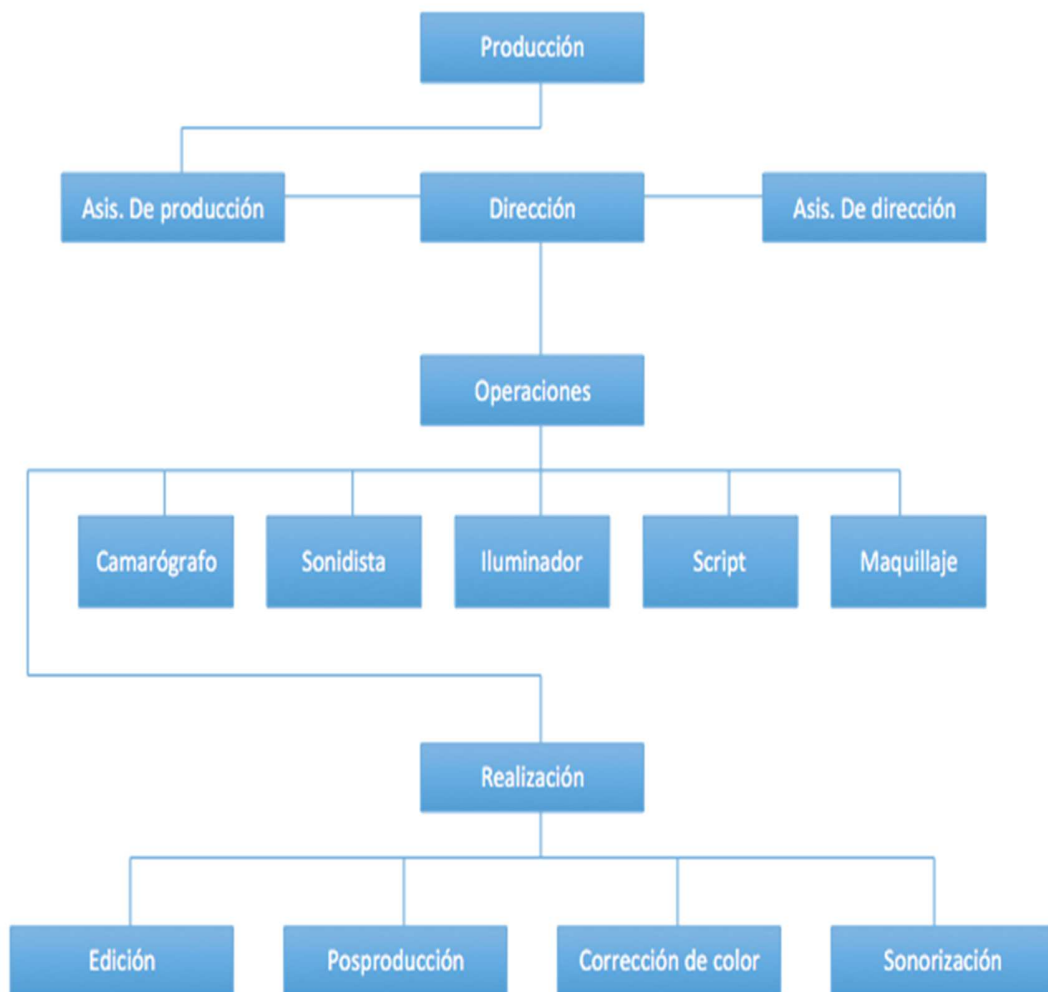 Producción
Asis. De producción
Dirección
Asis. De dirección
Operaciones
Camarógrafo
Sonidista
Iluminador
Script
Maquillaje
Realización
Edición
Posproducción
Corrección de color
Sonorización